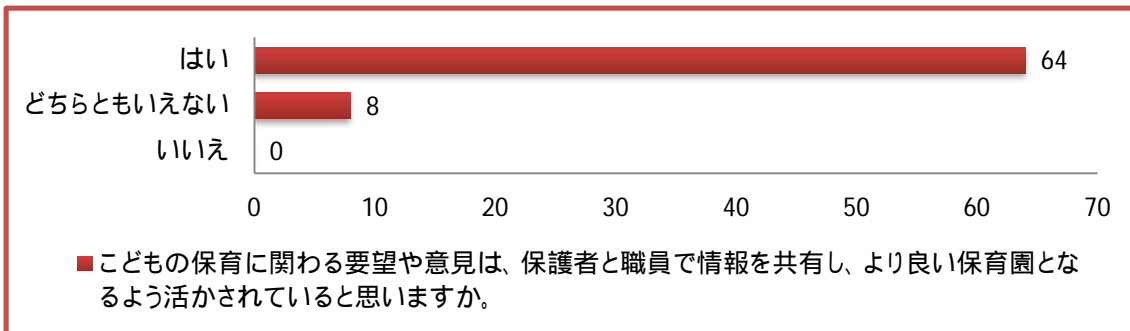 はい 64
どちらともいえない 8
いいえ 0
0 10 20 30 40 50 60 70
こどもの保育に関わる要望や意見は、保護者と職員で情報を共有し、より良い保育園とな
るよう活かされていると思いますか。